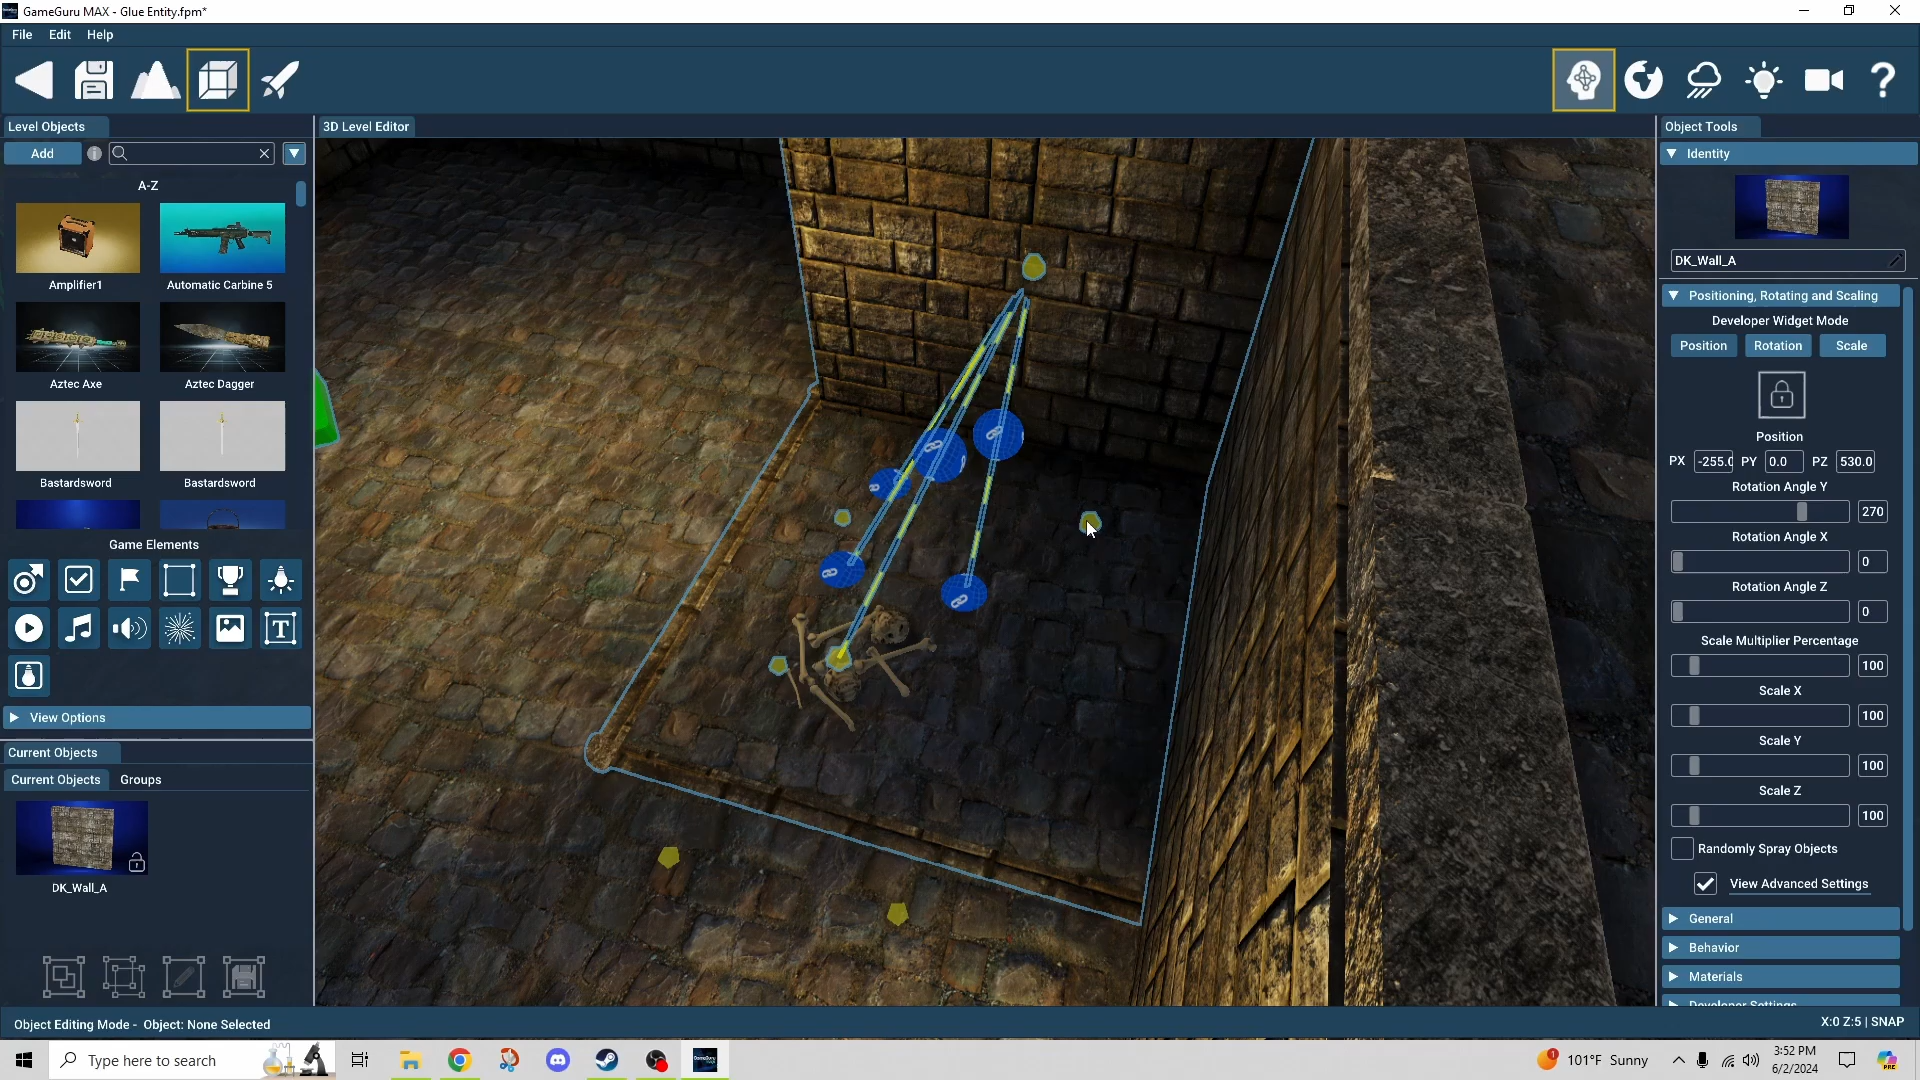 GameGuru MAX - Glue Entity.fpm*
File Edit Help
Level Objects
3D Level Editor
Object Tools
Add
i
A-Z
Amplifier1
Automatic Carbine 5
Aztec Axe
Aztec Dagger
Bastardsword
Bastardsword
Game Elements
T
View Options
Current Objects
Current Objects
Groups
DK_Wall_A
Identity
DK_Wall_A
Positioning, Rotating and Scaling
Developer Widget Mode
Position
Rotation
Scale
Position
PX -255.0 PY 0.0 PZ 530.0
Rotation Angle Y
270
Rotation Angle X
0
Rotation Angle Z
0
Scale Multiplier Percentage
100
Scale X
100
Scale Y
100
Scale Z
100
Randomly Spray Objects
View Advanced Settings
General
Behavior
Materials
Developer Settings
Object Editing Mode - Object: None Selected
X:0 Z:5 | SNAP
Type here to search
1
101°F Sunny
3:52 PM
6/2/2024
PRE